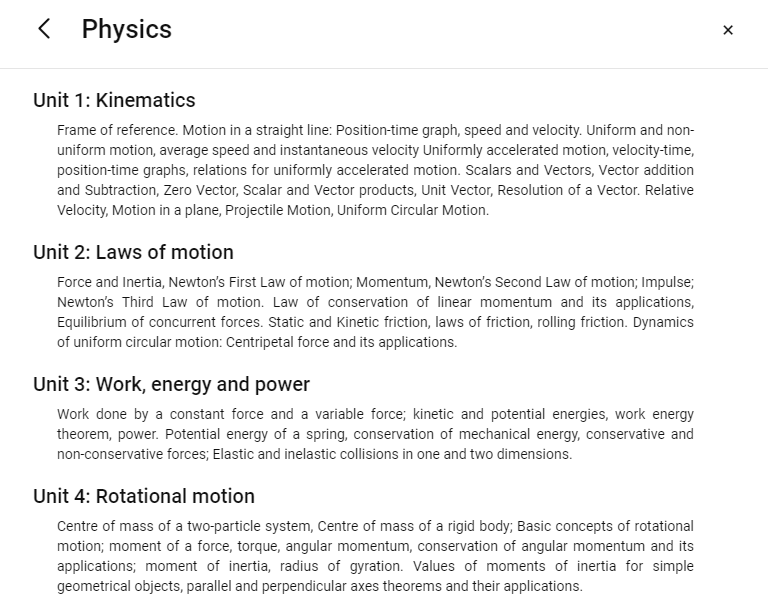 Physics
Unit 1: Kinematics
Frame of reference. Motion in a straight line: Position-time graph, speed and velocity. Uniform and non-
uniform motion, average speed and instantaneous velocity Uniformly accelerated motion, velocity-time,
position-time graphs, relations for uniformly accelerated motion. Scalars and Vectors, Vector addition
and Subtraction, Zero Vector, Scalar and Vector products, Unit Vector, Resolution of a Vector. Relative
Velocity, Motion in a plane, Projectile Motion, Uniform Circular Motion.
Unit 2: Laws of motion
Force and Inertia, Newton’s First Law of motion; Momentum, Newton’s Second Law of motion; Impulse;
Newton’s Third Law of motion. Law of conservation of linear momentum and its applications,
Equilibrium of concurrent forces. Static and Kinetic friction, laws of friction, rolling friction. Dynamics
of uniform circular motion: Centripetal force and its applications.
Unit 3: Work, energy and power
Work done by a constant force and a variable force; kinetic and potential energies, work energy
theorem, power. Potential energy of a spring, conservation of mechanical energy, conservative and
non-conservative forces; Elastic and inelastic collisions in one and two dimensions.
Unit 4: Rotational motion
Centre of mass of a two-particle system, Centre of mass of a rigid body; Basic concepts of rotational
motion; moment of a force, torque, angular momentum, conservation of angular momentum and its
applications; moment of inertia, radius of gyration. Values of moments of inertia for simple
geometrical objects, parallel and perpendicular axes theorems and their applications.